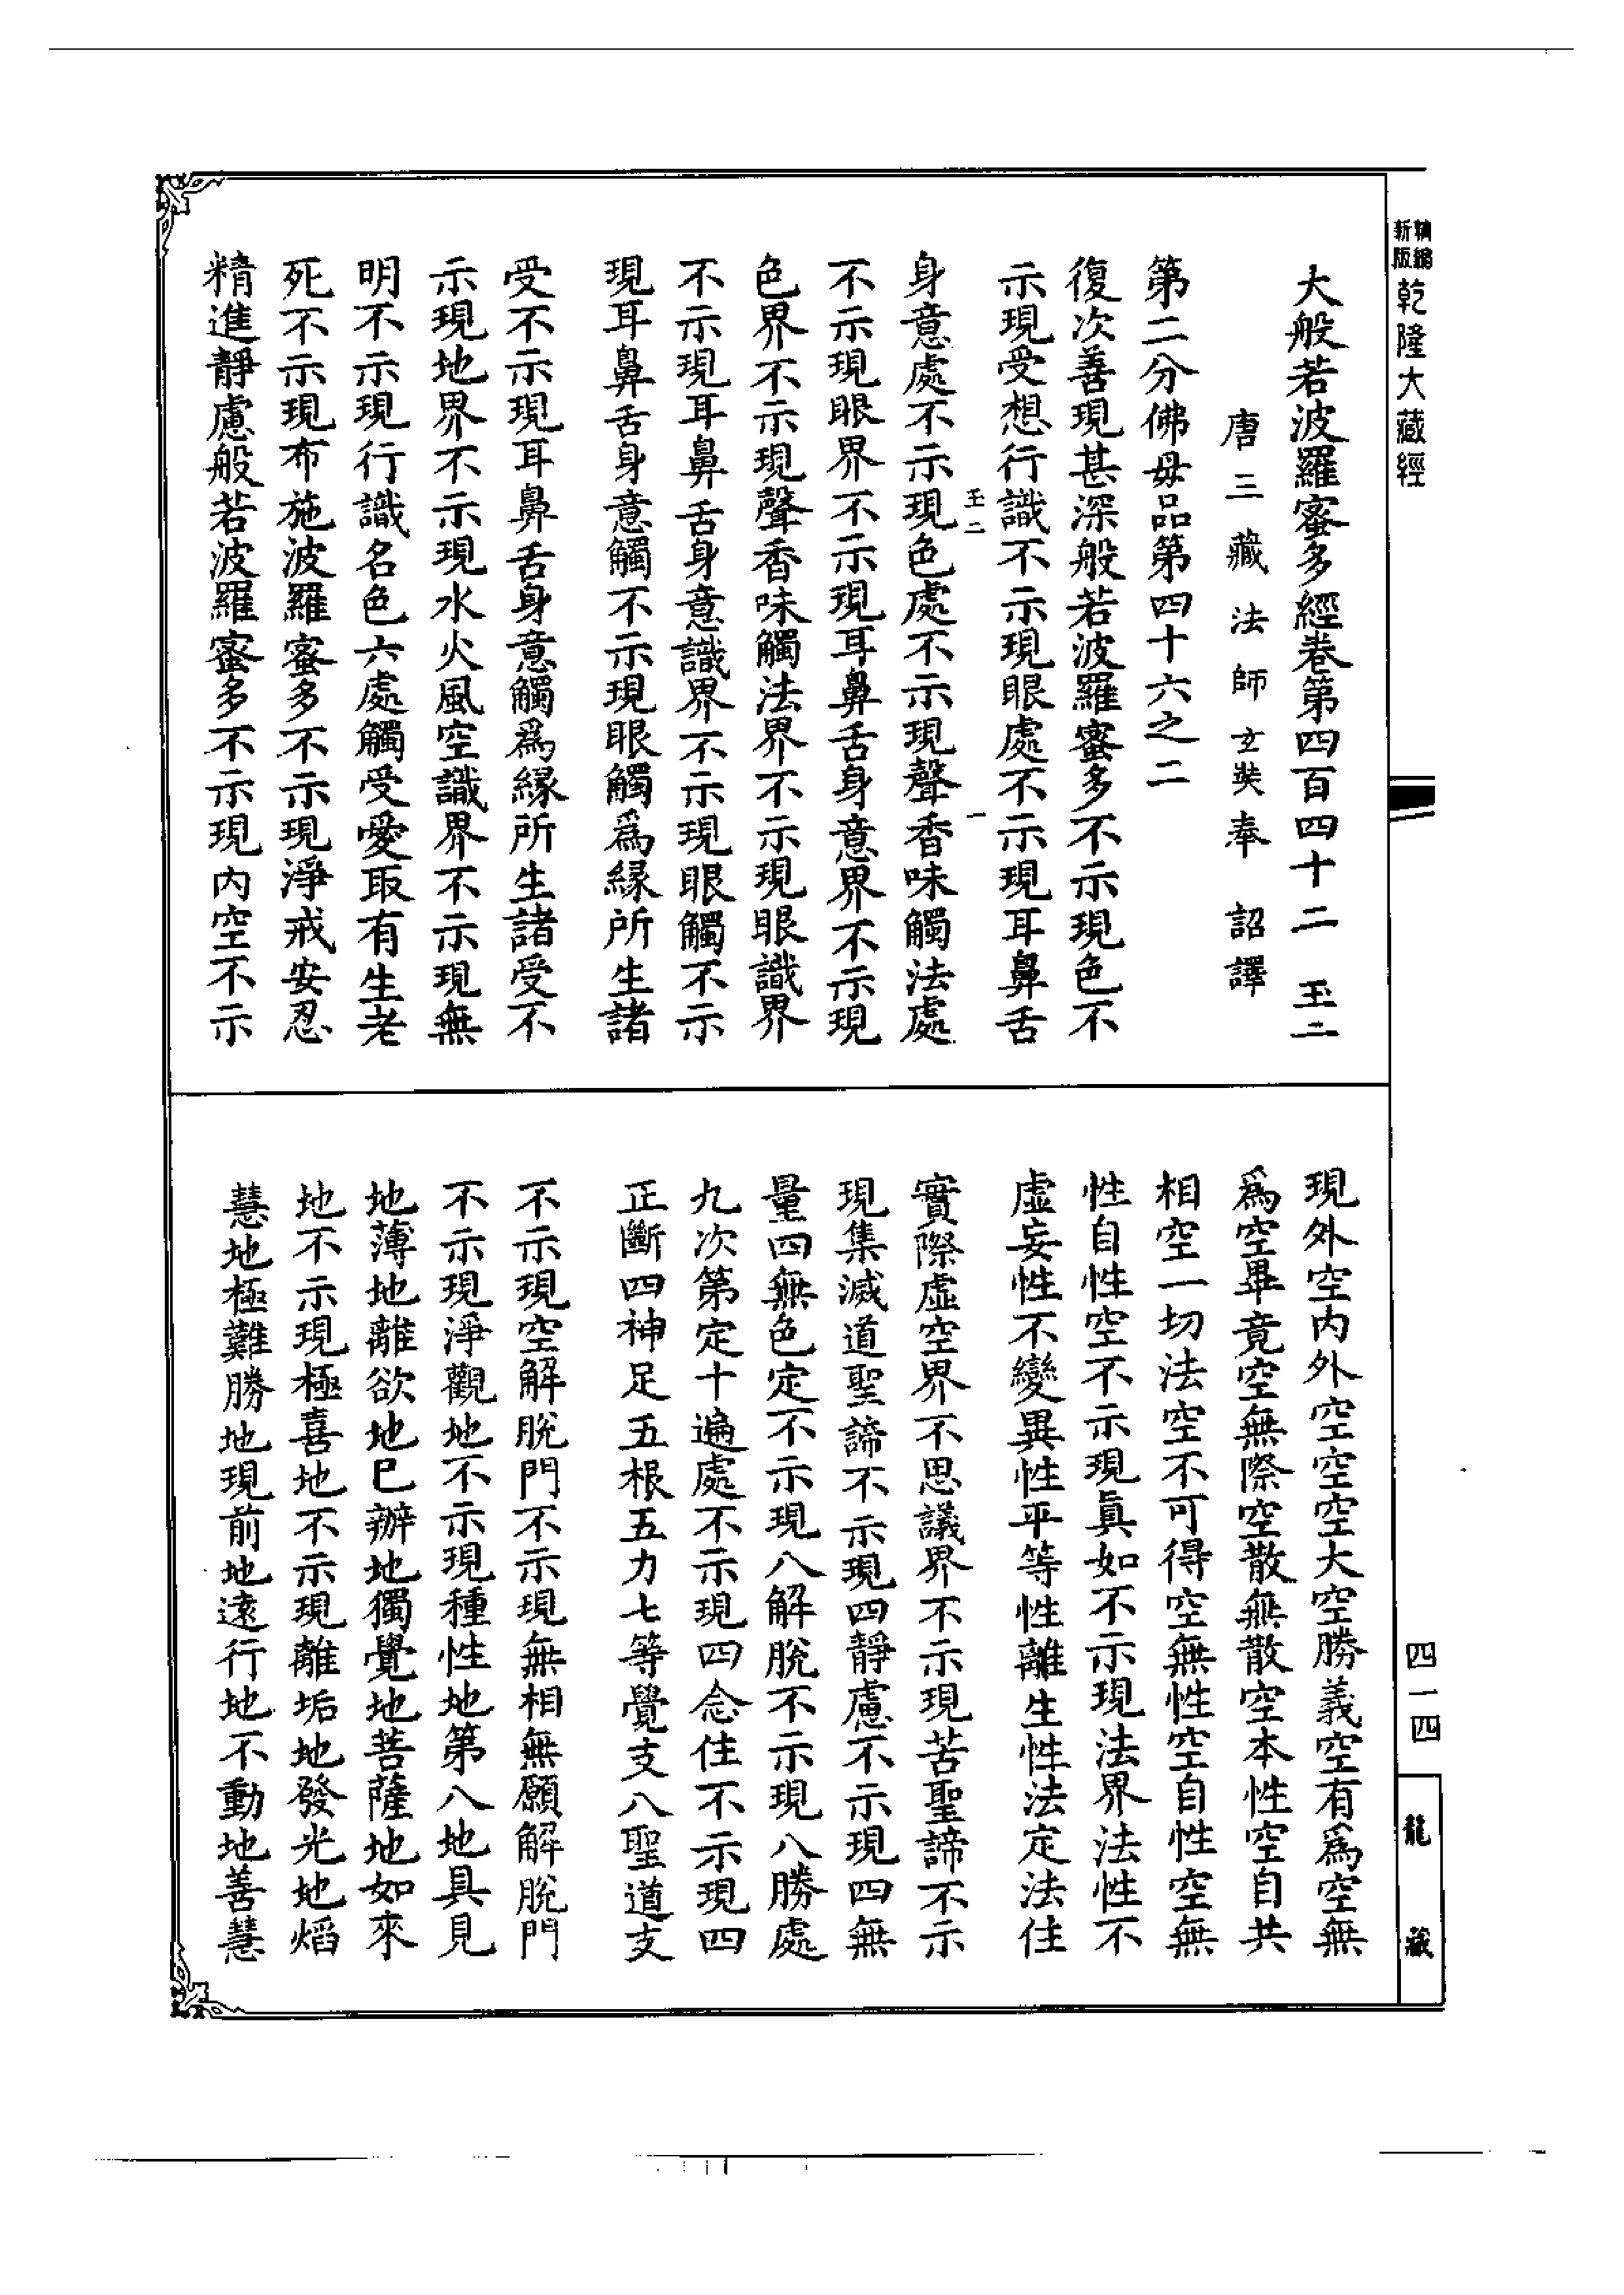 新編
縮版
乾隆大藏經
大般若波羅蜜多經卷第四百四十二 玉二
唐三藏法師玄奘奉 詔譯
第二分佛母品第四十六之二
復次善現甚深般若波羅蜜多不示現色不
示現受想行識不示現眼處不示現耳鼻舌
玉二 一
身意處不示現色處不示現聲香味觸法處
不示現眼界不示現耳鼻舌身意界不示現
色界不示現聲香味觸法界不示現眼識界
不示現耳鼻舌身意識界不示現眼觸不示
現耳鼻舌身意觸不示現眼觸爲緣所生諸
受不示現耳鼻舌身意觸爲緣所生諸受不
示現地界不示現水火風空識界不示現無
明不示現行識名色六處觸受愛取有生老
死不示現布施波羅蜜多不示現淨戒安忍
精進靜慮般若波羅蜜多不示現內空不示
現外空內外空空空大空勝義空有爲空無
爲空畢竟空無際空散無散空本性空自共
相空一切法空不可得空無性空自性空無
性自性空不示現眞如不示現法界法性不
虛妄性不變異性平等性離生性法定法住
實際虛空界不思議界不示現苦聖諦不示
現集滅道聖諦不示現四靜慮不示現四無
量四無色定不示現八解脫不示現八勝處
九次第定十遍處不示現四念住不示現四
正斷四神足五根五力七等覺支八聖道支
不示現空解脫門不示現無相無願解脫門
不示現淨觀地不示現種性地第八地具見
地薄地離欲地巳辦地獨覺地菩薩地如來
地不示現極喜地不示現離垢地發光地焰
慧地極難勝地現前地遠行地不動地善慧
四一四
龍藏